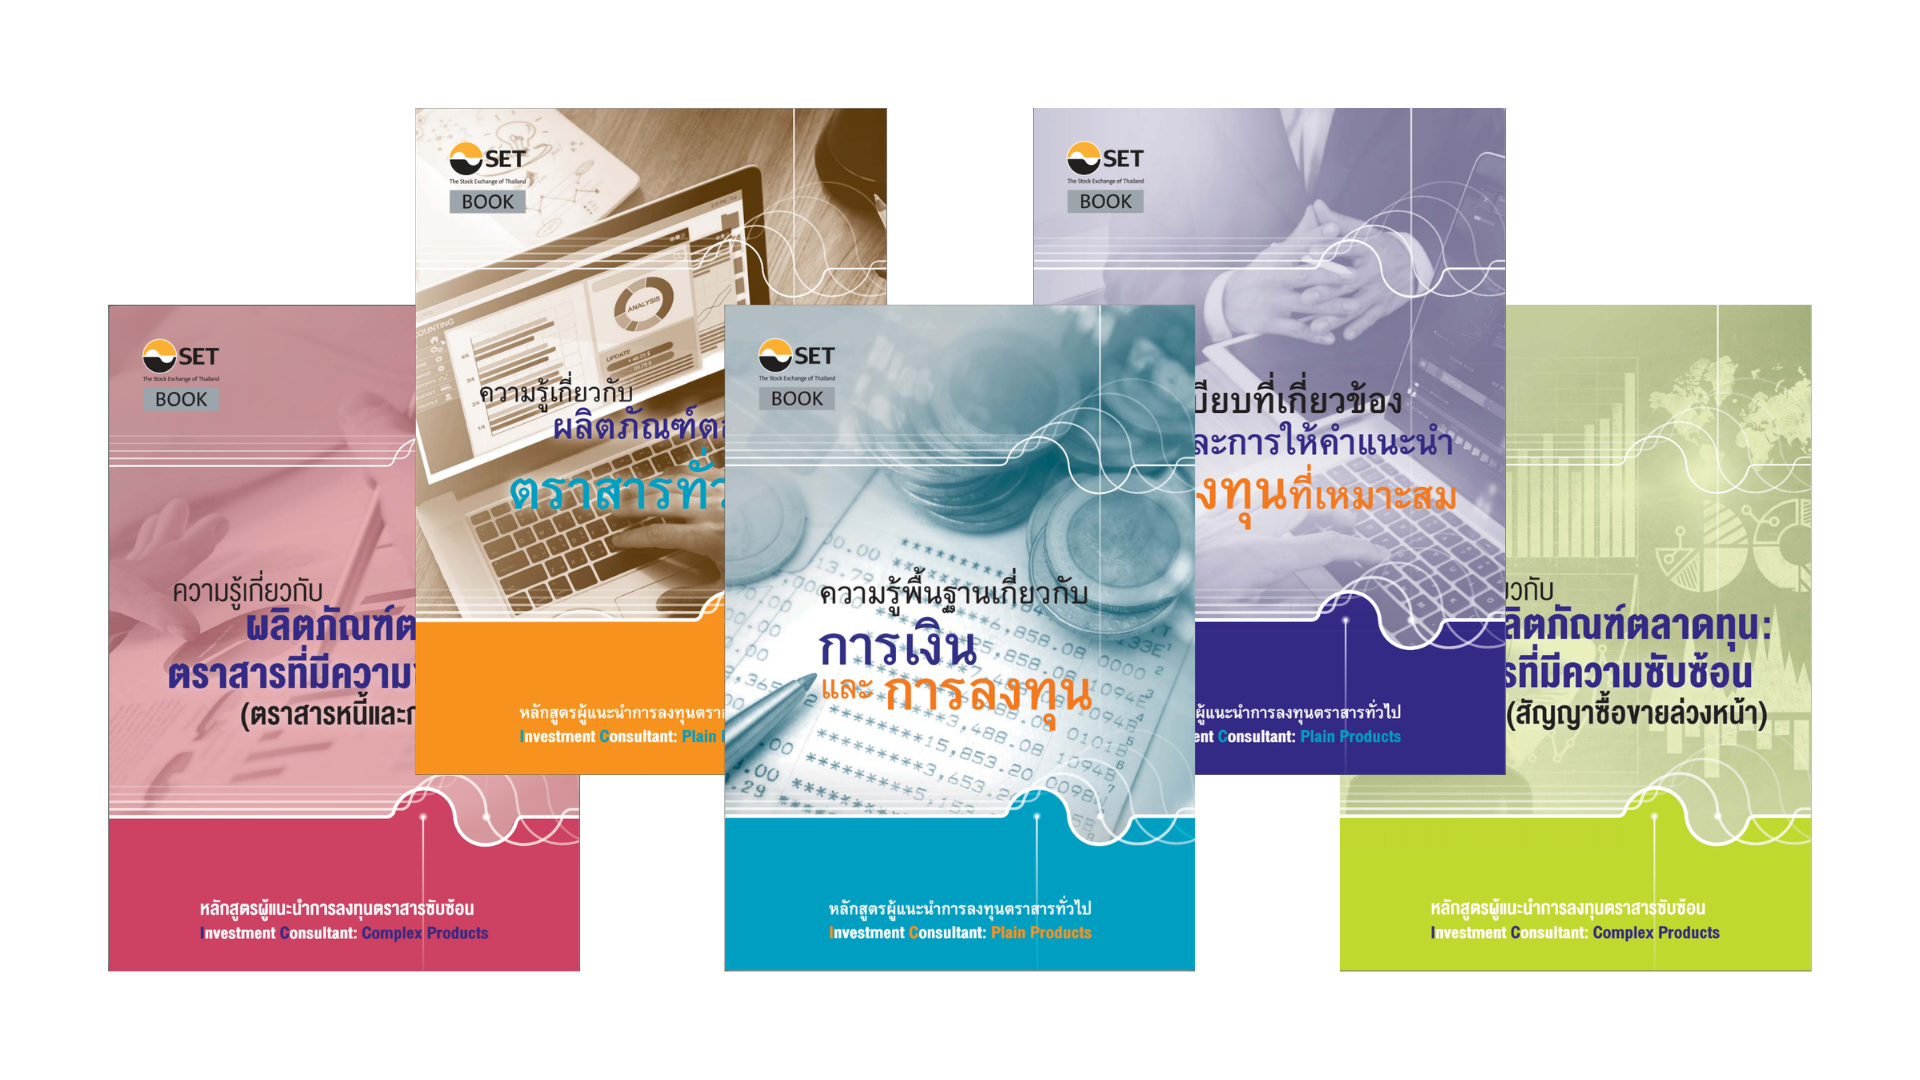 SET
The Stock Exchange of Thailand
BOOK
ความรู้เกี่ยวกับ
ผลิตภัณฑ์ต
ตราสารที่มีความ
(ตราสารหนี้และ
หลักสูตรผู้แนะนำการลงทุนตราสารซับซ้อน
Investment Consultant: Complex Products
SET
The Stock Exchange of Thailand
BOOK
ANALYSIS
UPDATE
ความรู้เกี่ยวกับ
ผลิตภัณฑ์ต
ตราสารทั่ว
หลักสูตรผู้แนะนำการลงทุนตรา
Investment Consultant: Plain
SET
The Stock Exchange of Thailand
BOOK
ความรู้พื้นฐานเกี่ยวกับ
การเงิน
และ การลงทุน
หลักสูตรผู้แนะนำการลงทุนตราสารทั่วไป
Investment Consultant: Plain Products
SET
The Stock Exchange of Thailand
BOOK
บียบที่เกี่ยวข้อง
ละการให้คำแนะนำ
งทุนที่เหมาะสม
ผู้แนะนำการลงทุนตราสารทั่วไป
ent Consultant: Plain Products
ยวกับ
ลิตภัณฑ์ตลาดทุน:
รที่มีความซับซ้อน
(สัญญาซื้อขายล่วงหน้า)
หลักสูตรผู้แนะนำการลงทุนตราสารซับซ้อน
Investment Consultant: Complex Products